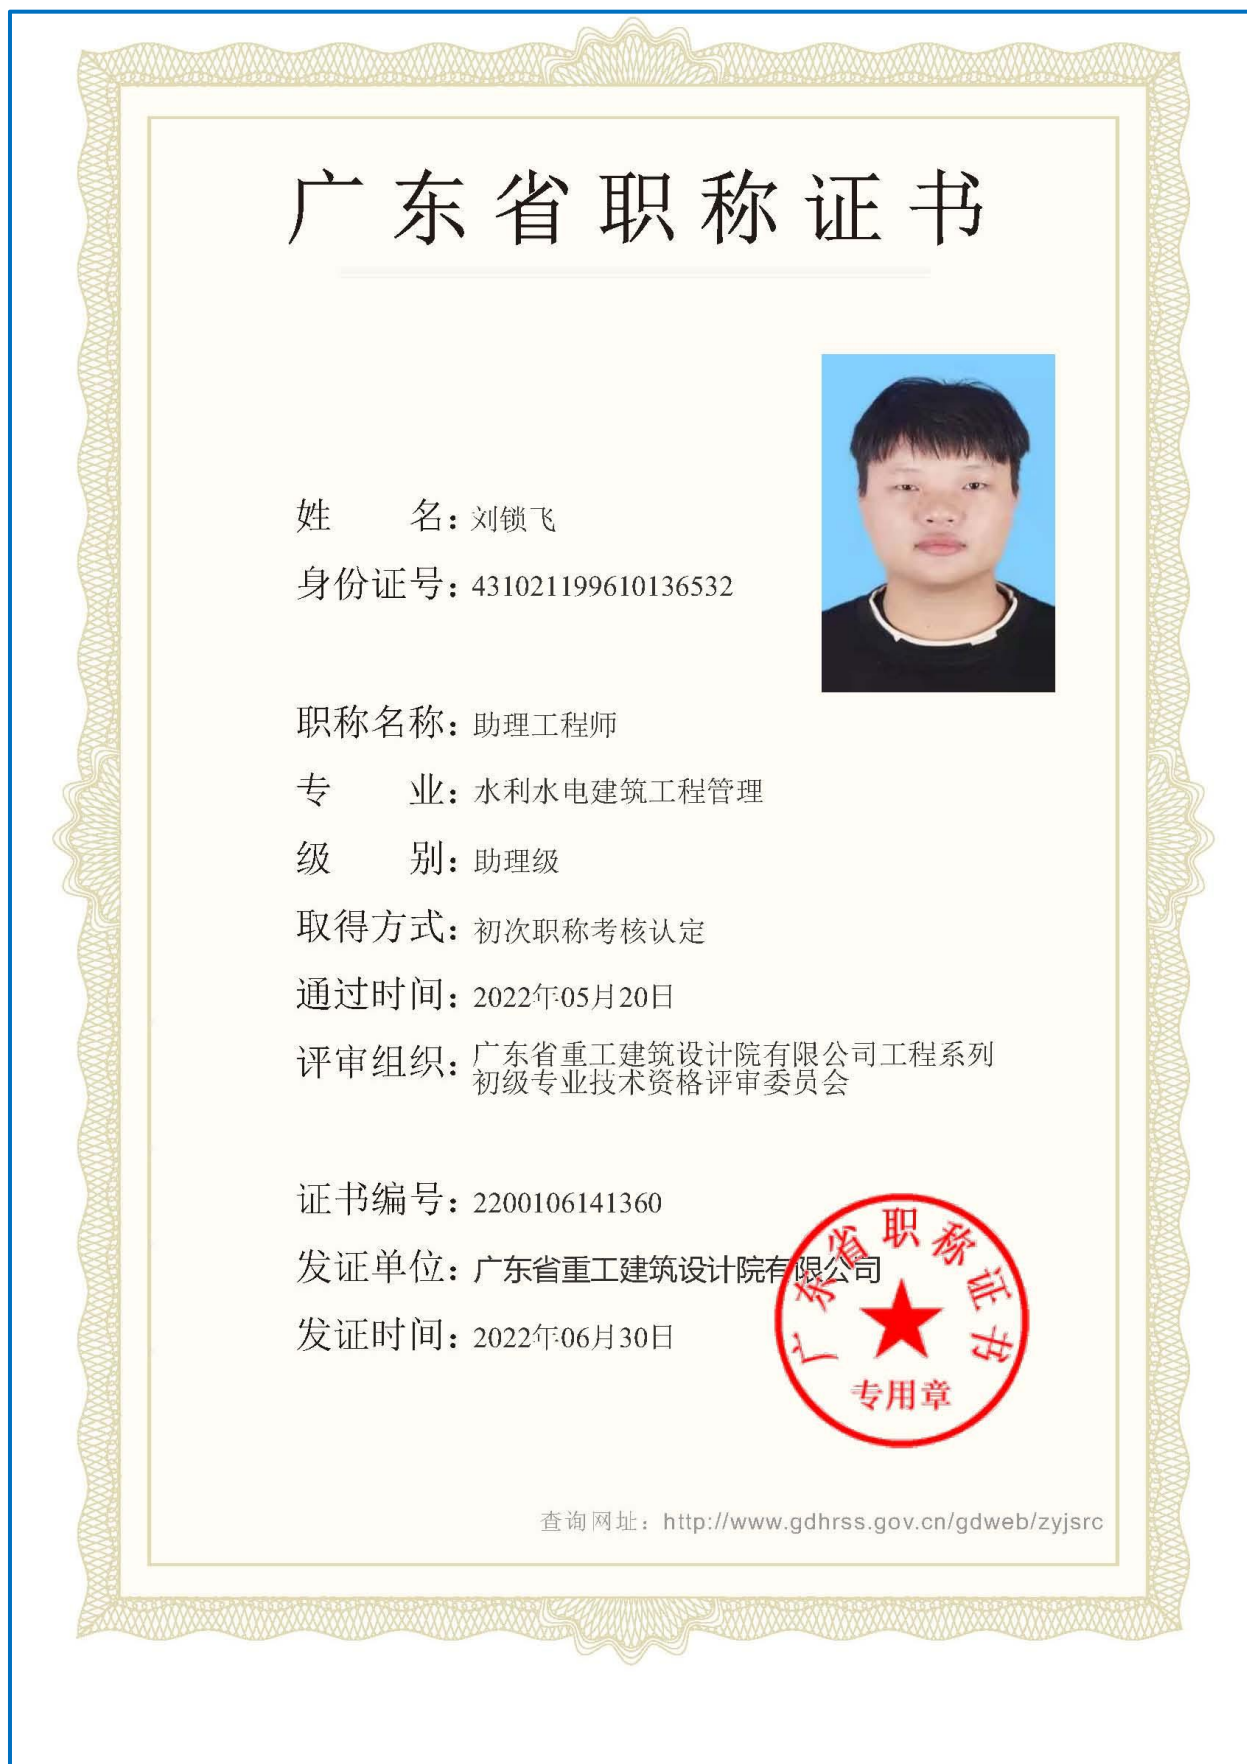 广东省职称证书
姓 名：刘锁飞
身份证号：431021199610136532
职称名称：助理工程师
专 业：水利水电建筑工程管理
级 别：助理级
取得方式：初次职称考核认定
通过时间：2022年05月20日
评审组织：广东省重工建筑设计院有限公司工程系列
初级专业技术资格评审委员会
证书编号：2200106141360
发证单位：广东省重工建筑设计院有限公司
发证时间：2022年06月30日
广东省职称证书
专用章
查询网址：http://www.gdhrss.gov.cn/gdweb/zyjsrc